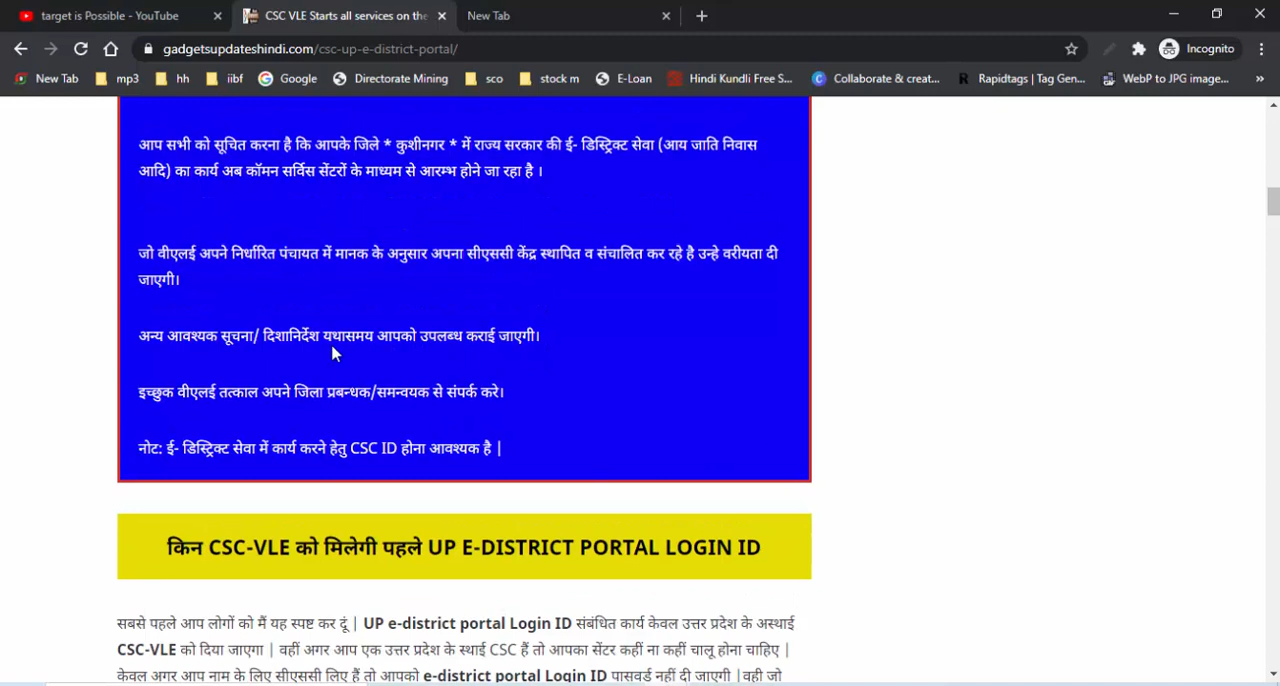 target is Possible - YouTube
CSC VLE Starts all services on the
New Tab
gadgetsupdateshindi.com/csc-up-e-district-portal/
Incognito
New Tab
mp3
hh
iibf
Google
Directorate Mining
sco
stock m
E-Loan
Hindi Kundli Free S...
Collaborate & creat...
Rapidtags | Tag Gen...
WebP to JPG image...
»
आप सभी को सूचित करना है कि आपके जिले * कुशीनगर * में राज्य सरकार की ई- डिस्ट्रिक्ट सेवा (आय जाति निवास
आदि) का कार्य अब कॉमन सर्विस सेंटरों के माध्यम से आरम्भ होने जा रहा है ।
जो वीएलई अपने निर्धारित पंचायत में मानक के अनुसार अपना सीएससी केंद्र स्थापित व संचालित कर रहे है उन्हे वरीयता दी
जाएगी।
अन्य आवश्यक सूचना/ दिशानिर्देश यथासमय आपको उपलब्ध कराई जाएगी।
इच्छुक वीएलई तत्काल अपने जिला प्रबन्धक/समन्वयक से संपर्क करे।
नोट: ई- डिस्ट्रिक्ट सेवा में कार्य करने हेतु CSC ID होना आवश्यक है |
किन CSC-VLE को मिलेगी पहले UP E-DISTRICT PORTAL LOGIN ID
सबसे पहले आप लोगों को मैं यह स्पष्ट कर दूं | UP e-district portal Login ID संबंधित कार्य केवल उत्तर प्रदेश के अस्थाई
CSC-VLE को दिया जाएगा | वहीं अगर आप एक उत्तर प्रदेश के स्थाई CSC हैं तो आपका सेंटर कहीं ना कहीं चालू होना चाहिए |
केवल अगर आप नाम के लिए सीएससी लिए हैं तो आपको e-district portal Login ID पासवर्ड नहीं दी जाएगी |वही जो